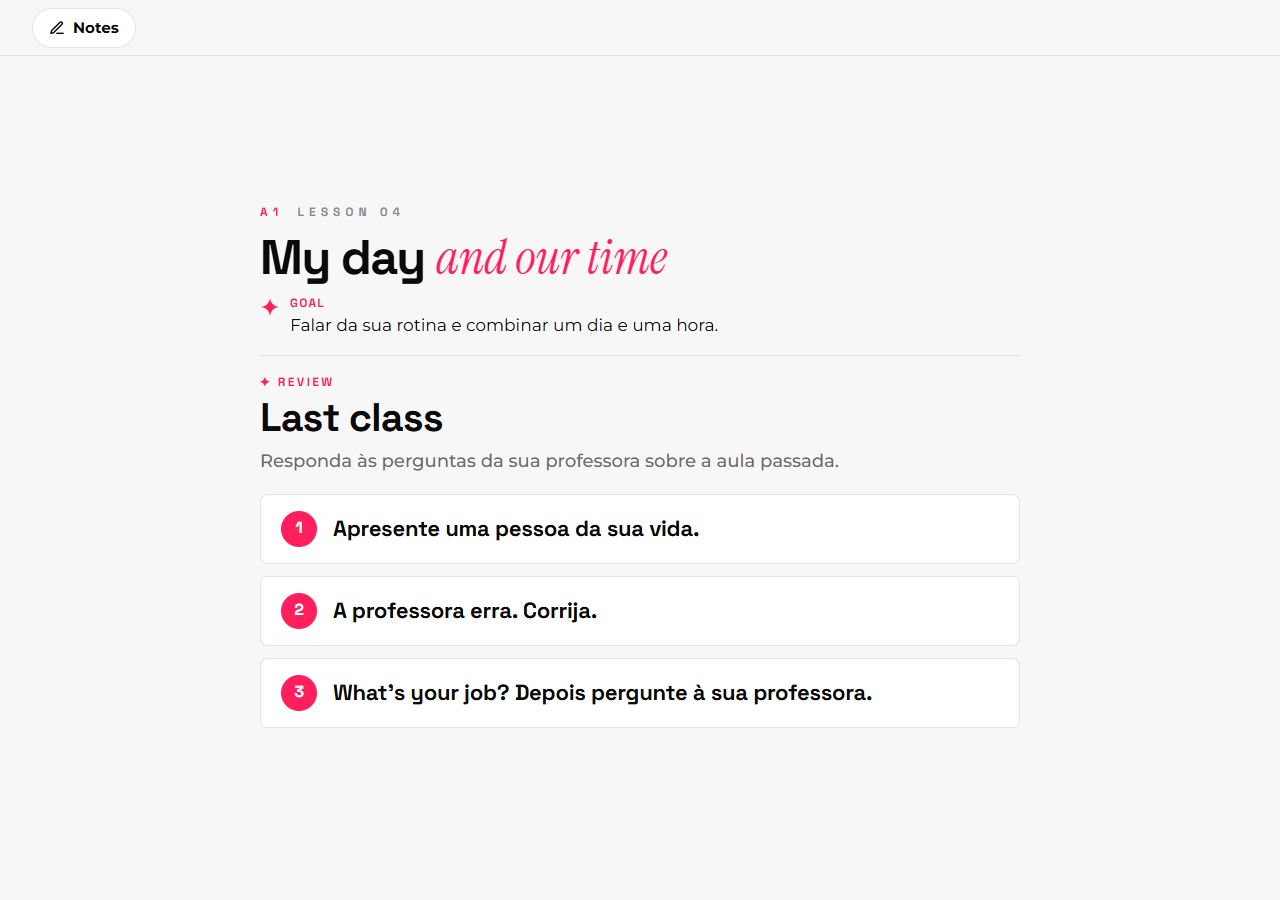 Notes
A1 LESSON 04
My day and our time
GOAL
Falar da sua rotina e combinar um dia e uma hora.
REVIEW
Last class
Responda às perguntas da sua professora sobre a aula passada.
1 Apresente uma pessoa da sua vida.
2 A professora erra. Corrija.
3 What’s your job? Depois pergunte à sua professora.